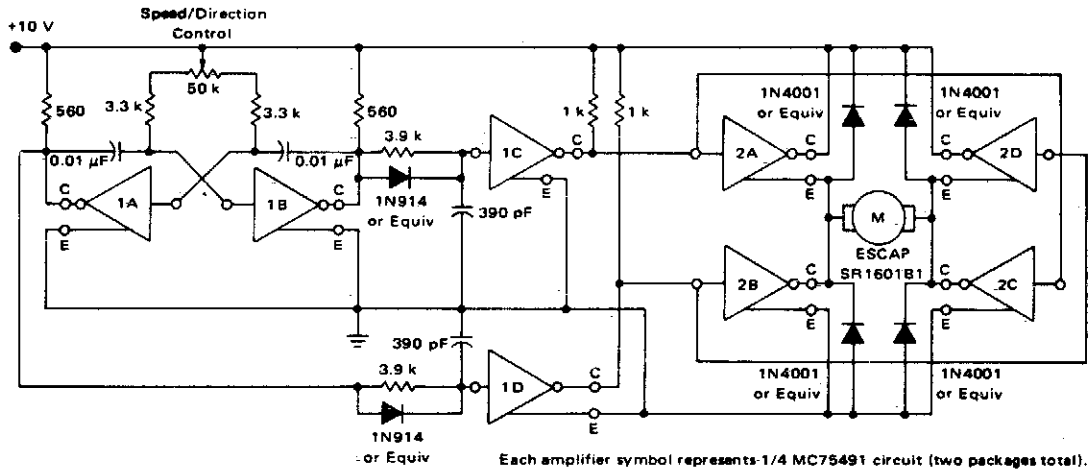 Speed/Direction
Control
+10 V
50 k
560
3.3 k
3.3 k
560
0.01 µF
0.01 µF
3.9 k
1N914
or Equiv
390 pF
1A
C
E
1B
C
E
1C
C
E
1 k
1 k
1N4001
or Equiv
1N4001
or Equiv
2A
C
E
2D
C
E
M
ESCAP
SR1601B1
2B
C
E
2C
C
E
390 pF
3.9 k
1D
C
E
1N914
or Equiv
1N4001
or Equiv
1N4001
or Equiv
Each amplifier symbol represents 1/4 MC75491 circuit (two packages total).